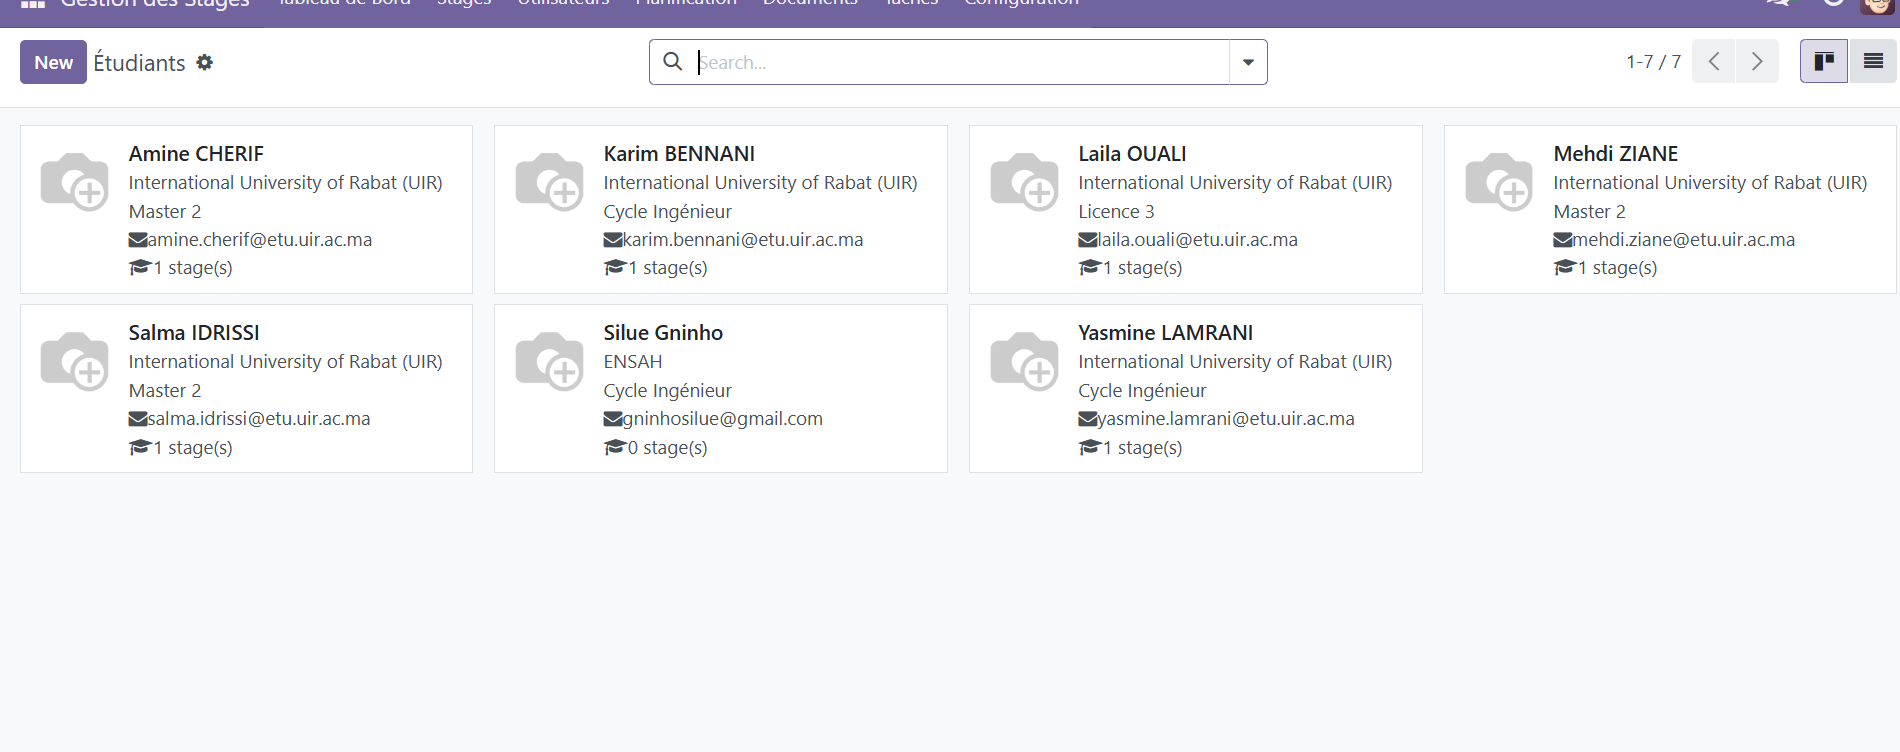 Gestion des Stages Tableau de Bord Stages Utilisateurs Planification Documents Tâches Configuration
New Étudiants Search... 1-7 / 7
Amine CHERIF
International University of Rabat (UIR)
Master 2
amine.cherif@etu.uir.ac.ma
1 stage(s)
Karim BENNANI
International University of Rabat (UIR)
Cycle Ingénieur
karim.bennani@etu.uir.ac.ma
1 stage(s)
Laila OUALI
International University of Rabat (UIR)
Licence 3
laila.ouali@etu.uir.ac.ma
1 stage(s)
Mehdi ZIANE
International University of Rabat (UIR)
Master 2
mehdi.ziane@etu.uir.ac.ma
1 stage(s)
Salma IDRISSI
International University of Rabat (UIR)
Master 2
salma.idrissi@etu.uir.ac.ma
1 stage(s)
Silue Gninho
ENSAH
Cycle Ingénieur
gninhosilue@gmail.com
0 stage(s)
Yasmine LAMRANI
International University of Rabat (UIR)
Cycle Ingénieur
yasmine.lamrani@etu.uir.ac.ma
1 stage(s)